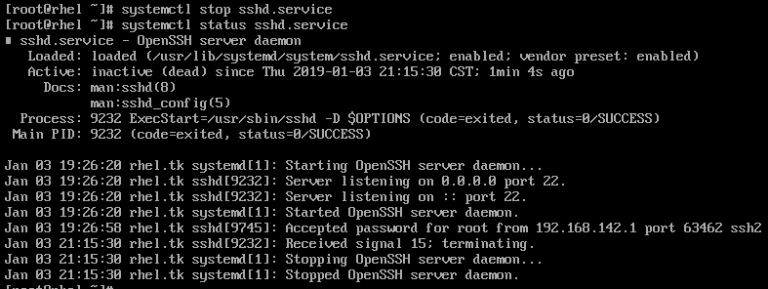 [root@rhel ~]# systemctl stop sshd.service
[root@rhel ~]# systemctl status sshd.service
▪ sshd.service - OpenSSH server daemon
   Loaded: loaded (/usr/lib/systemd/system/sshd.service; enabled; vendor preset: enabled)
   Active: inactive (dead) since Thu 2019-01-03 21:15:30 CST; 1min 4s ago
     Docs: man:sshd(8)
           man:sshd_config(5)
  Process: 9232 ExecStart=/usr/sbin/sshd -D $OPTIONS (code=exited, status=0/SUCCESS)
 Main PID: 9232 (code=exited, status=0/SUCCESS)

Jan 03 19:26:20 rhel.tk systemd[1]: Starting OpenSSH server daemon...
Jan 03 19:26:20 rhel.tk sshd[9232]: Server listening on 0.0.0.0 port 22.
Jan 03 19:26:20 rhel.tk sshd[9232]: Server listening on :: port 22.
Jan 03 19:26:20 rhel.tk systemd[1]: Started OpenSSH server daemon.
Jan 03 19:26:58 rhel.tk sshd[9745]: Accepted password for root from 192.168.142.1 port 63462 ssh2
Jan 03 21:15:30 rhel.tk sshd[9232]: Received signal 15; terminating.
Jan 03 21:15:30 rhel.tk systemd[1]: Stopping OpenSSH server daemon...
Jan 03 21:15:30 rhel.tk systemd[1]: Stopped OpenSSH server daemon.
[root@rhel ~]#